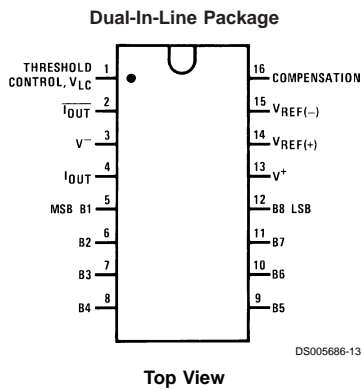 Dual-In-Line Package
THRESHOLD
CONTROL, VLC
1
16
COMPENSATION
IOUT
2
15
VREF(−)
V−
3
14
VREF(+)
IOUT
4
13
V+
MSB B1
5
12
B8 LSB
B2
6
11
B7
B3
7
10
B6
B4
8
9
B5
DS005686-13
Top View